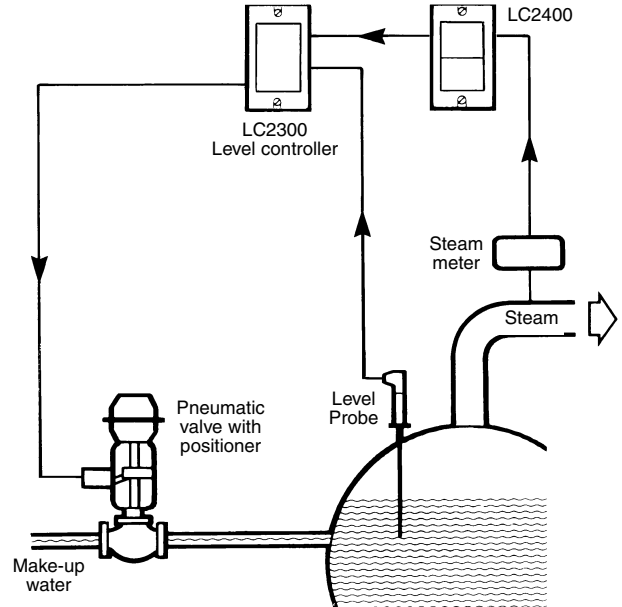 LC2400
LC2300
Level controller
Steam
meter
Steam
Level
Probe
Pneumatic
valve with
positioner
Make-up
water